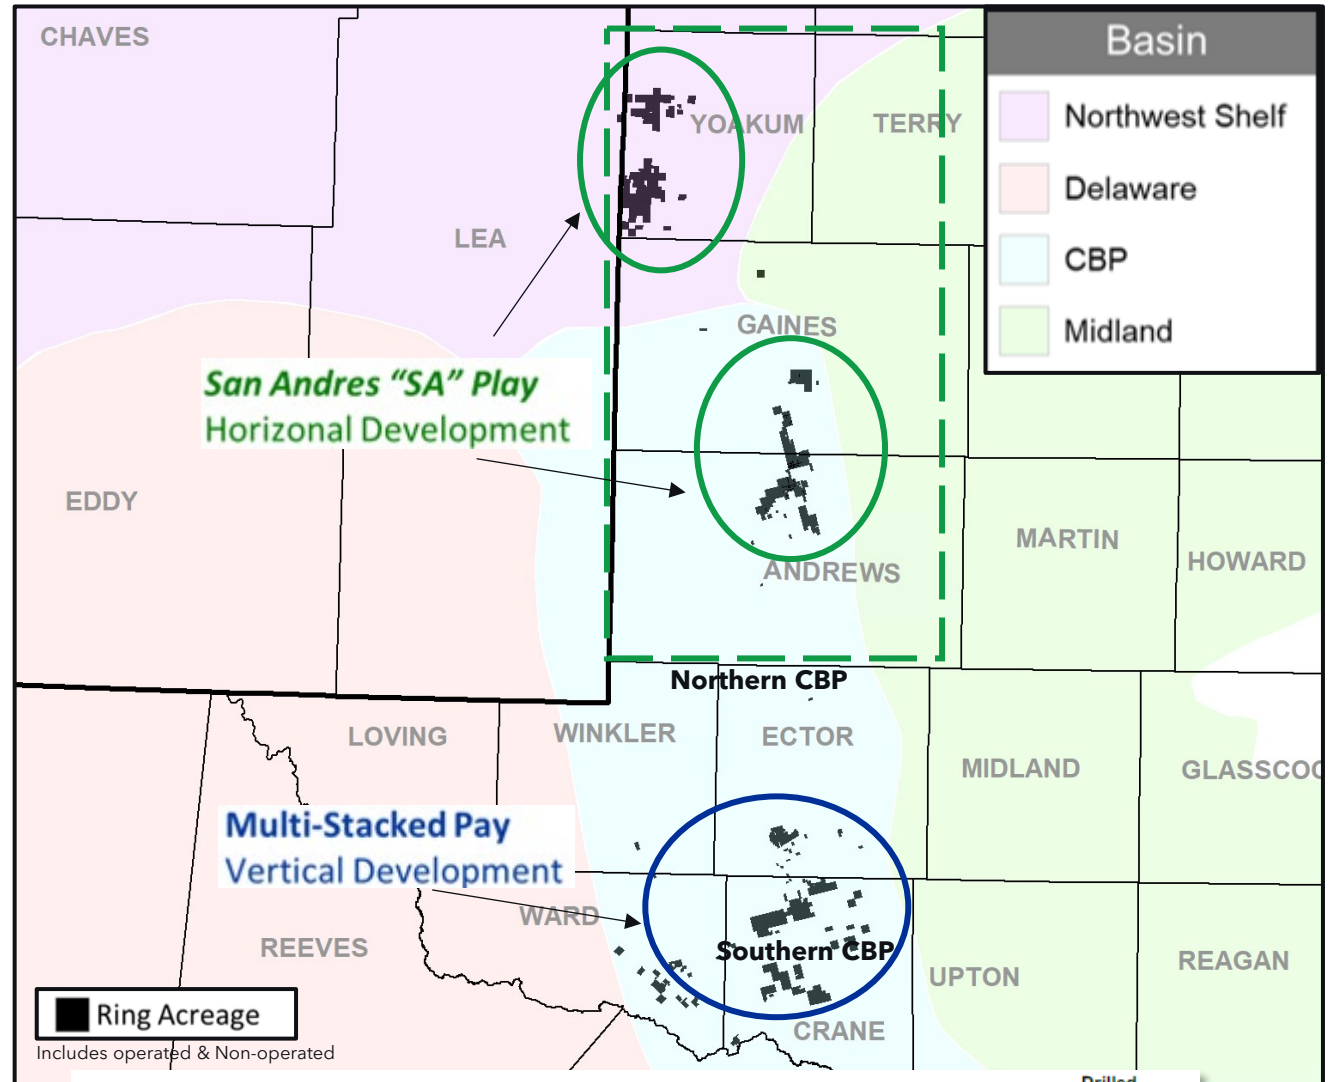 CHAVES
Basin
Northwest Shelf
Delaware
CBP
Midland
YOAKUM
TERRY
LEA
GAINES
San Andres “SA” Play
Horizonal Development
EDDY
MARTIN
HOWARD
ANDREWS
Northern CBP
LOVING
WINKLER
ECTOR
MIDLAND
GLASSCOC
Multi-Stacked Pay
Vertical Development
WARD
REEVES
Southern CBP
UPTON
REAGAN
Ring Acreage
CRANE
Includes operated & Non-operated
Drilled